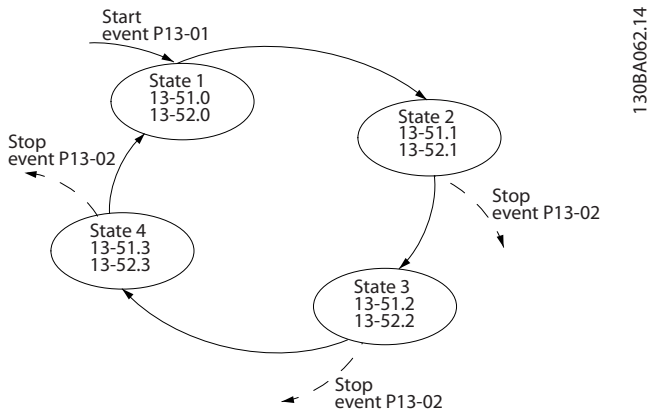 Start
event P13-01
130BA062.14
State 1
13-51.0
13-52.0
State 2
13-51.1
13-52.1
Stop
event P13-02
Stop
event P13-02
State 4
13-51.3
13-52.3
State 3
13-51.2
13-52.2
Stop
event P13-02